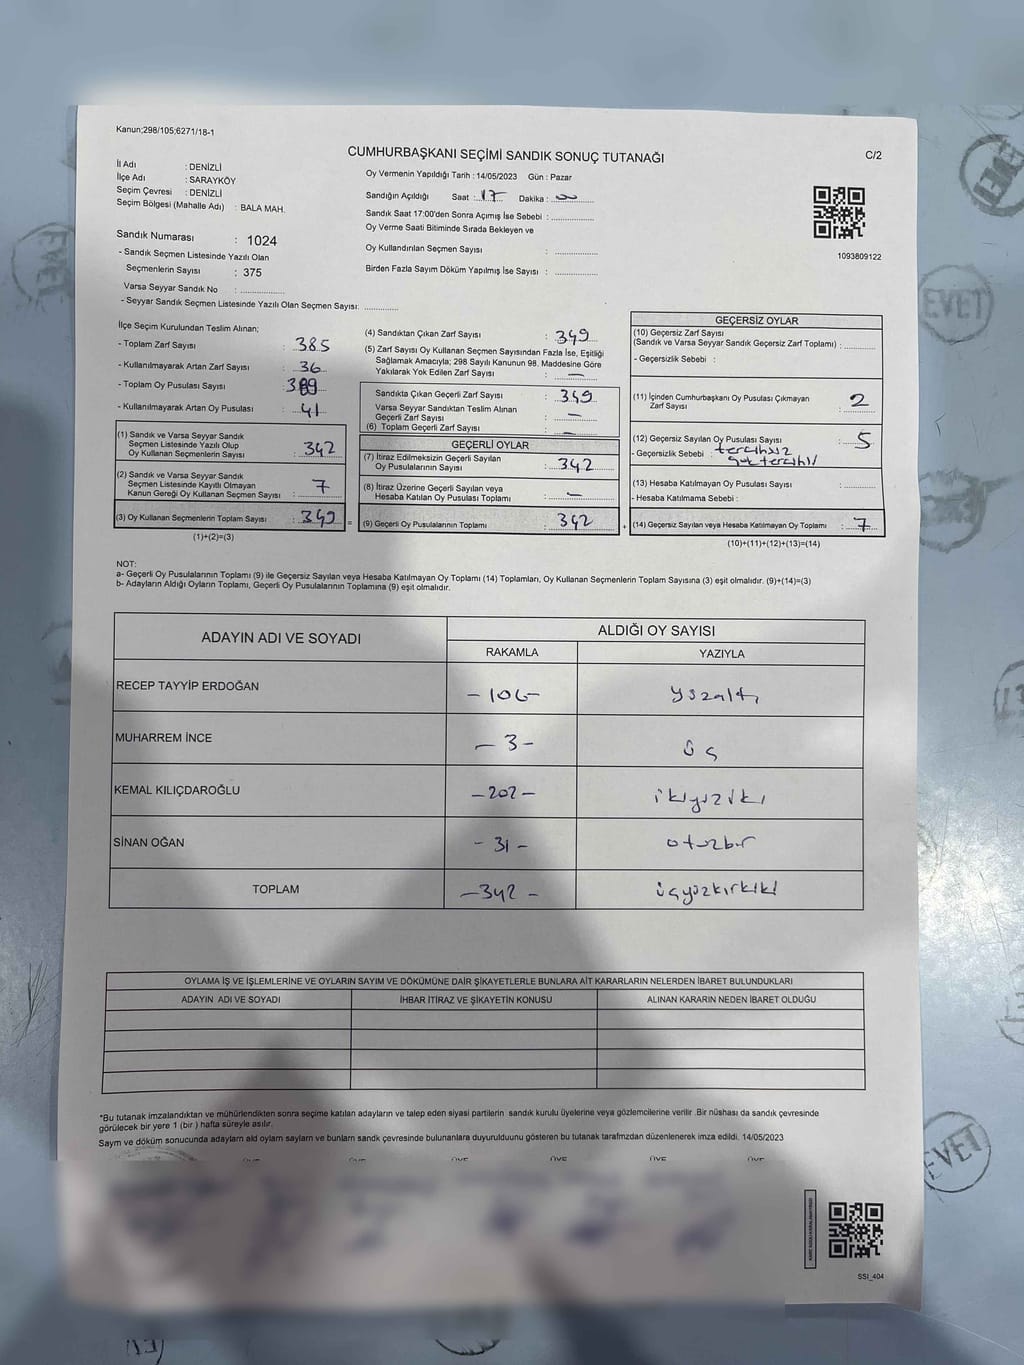 Kanun;298/105;6271/18-1
CUMHURBAŞKANI SEÇİMİ SANDIK SONUÇ TUTANAĞI
C/2
İl Adı : DENİZLİ
İlçe Adı : SARAYKÖY
Seçim Çevresi : DENİZLİ
Seçim Bölgesi (Mahalle Adı) : BALA MAH.
Sandık Numarası : 1024
- Sandık Seçmen Listesinde Yazılı Olan
Seçmenlerin Sayısı : 375
Varsa Seyyar Sandık No :
- Seyyar Sandık Seçmen Listesinde Yazılı Olan Seçmen Sayısı:
Oy Vermenin Yapıldığı Tarih : 14/05/2023 Gün : Pazar
Sandığın Açıldığı Saat : 17 Dakika : 00
Sandık Saat 17:00'den Sonra Açımış İse Sebebi :
Oy Verme Saati Bitiminde Sırada Bekleyen ve
Oy Kullandırılan Seçmen Sayısı :
Birden Fazla Sayım Döküm Yapılmış İse Sayısı :
1093809122
İlçe Seçim Kurulundan Teslim Alınan;
- Toplam Zarf Sayısı : 385
- Kullanılmayarak Artan Zarf Sayısı : 36
- Toplam Oy Pusulası Sayısı :
- Kullanılmayarak Artan Oy Pusulası : 41
(1) Sandık ve Varsa Seyyar Sandık
Seçmen Listesinde Yazılı Olup
Oy Kullanan Seçmenlerin Sayısı : 342
(2) Sandık ve Varsa Seyyar Sandık
Seçmen Listesinde Kayıtlı Olmayan
Kanun Gereği Oy Kullanan Seçmen Sayısı : 7
(3) Oy Kullanan Seçmenlerin Toplam Sayısı : 349 =
(1)+(2)=(3)
(4) Sandıktan Çıkan Zarf Sayısı : 349
(5) Zarf Sayısı Oy Kullanan Seçmen Sayısından Fazla İse, Eşitliği
Sağlamak Amacıyla; 298 Sayılı Kanunun 98. Maddesine Göre
Yakılarak Yok Edilen Zarf Sayısı : —
Sandıkta Çıkan Geçerli Zarf Sayısı : 349
Varsa Seyyar Sandıktan Teslim Alınan
Geçerli Zarf Sayısı : —
(6) Toplam Geçerli Zarf Sayısı : —
GEÇERLİ OYLAR
(7) İtiraz Edilmeksizin Geçerli Sayılan
Oy Pusulalarının Sayısı : 342
(8) İtiraz Üzerine Geçerli Sayılan veya
Hesaba Katılan Oy Pusulası Toplamı : —
(9) Geçerli Oy Pusulalarının Toplamı : 342 +
GEÇERSİZ OYLAR
(10) Geçersiz Zarf Sayısı
(Sandık ve Varsa Seyyar Sandık Geçersiz Zarf Toplamı) :
- Geçersizlik Sebebi :
(11) İçinden Cumhurbaşkanı Oy Pusulası Çıkmayan
Zarf Sayısı : 2
(12) Geçersiz Sayılan Oy Pusulası Sayısı : 5
- Geçersizlik Sebebi : tercihsiz
(13) Hesaba Katılmayan Oy Pusulası Sayısı :
- Hesaba Katılmama Sebebi :
(14) Geçersiz Sayılan veya Hesaba Katılmayan Oy Toplamı : 7
(10)+(11)+(12)+(13)=(14)
NOT:
a- Geçerli Oy Pusulalarının Toplamı (9) ile Geçersiz Sayılan veya Hesaba Katılmayan Oy Toplamı (14) Toplamları, Oy Kullanan Seçmenlerin Toplam Sayısına (3) eşit olmalıdır. (9)+(14)=(3)
b- Adayların Aldığı Oyların Toplamı, Geçerli Oy Pusulalarının Toplamına (9) eşit olmalıdır.
ADAYIN ADI VE SOYADI
ALDIĞI OY SAYISI
RAKAMLA
YAZIYLA
RECEP TAYYİP ERDOĞAN -106- yüzaltı
MUHARREM İNCE -3- üç
KEMAL KILIÇDAROĞLU -202- ikiyüziki
SİNAN OĞAN -31- otuzbir
TOPLAM -342- üçyüzkırkiki
OYLAMA İŞ VE İŞLEMLERİNE VE OYLARIN SAYIM VE DÖKÜMÜNE DAİR ŞİKAYETLERLE BUNLARA AİT KARARLARIN NELERDEN İBARET BULUNDUKLARI
ADAYIN ADI VE SOYADI
İHBAR İTİRAZ VE ŞİKAYETİN KONUSU
ALINAN KARARIN NEDEN İBARET OLDUĞU
*Bu tutanak imzalandıktan ve mühürlendikten sonra seçime katılan adayların ve talep eden siyasi partilerin sandık kurulu üyelerine veya gözlemcilerine verilir .Bir nüshası da sandık çevresinde
görülecek bir yere 1 (bir ) hafta süreyle asılır.
Saym ve döküm sonucunda adaylarn ald oylarn saylarn ve bunlarn sandk çevresinde bulunanlara duyurulduunu gösteren bu tutanak tarafmzdan düzenlenerek imza edildi. 14/05/2023
ÜYE ÜYE ÜYE ÜYE ÜYE ÜYE
SSI_404
EVET
EVET
EVET